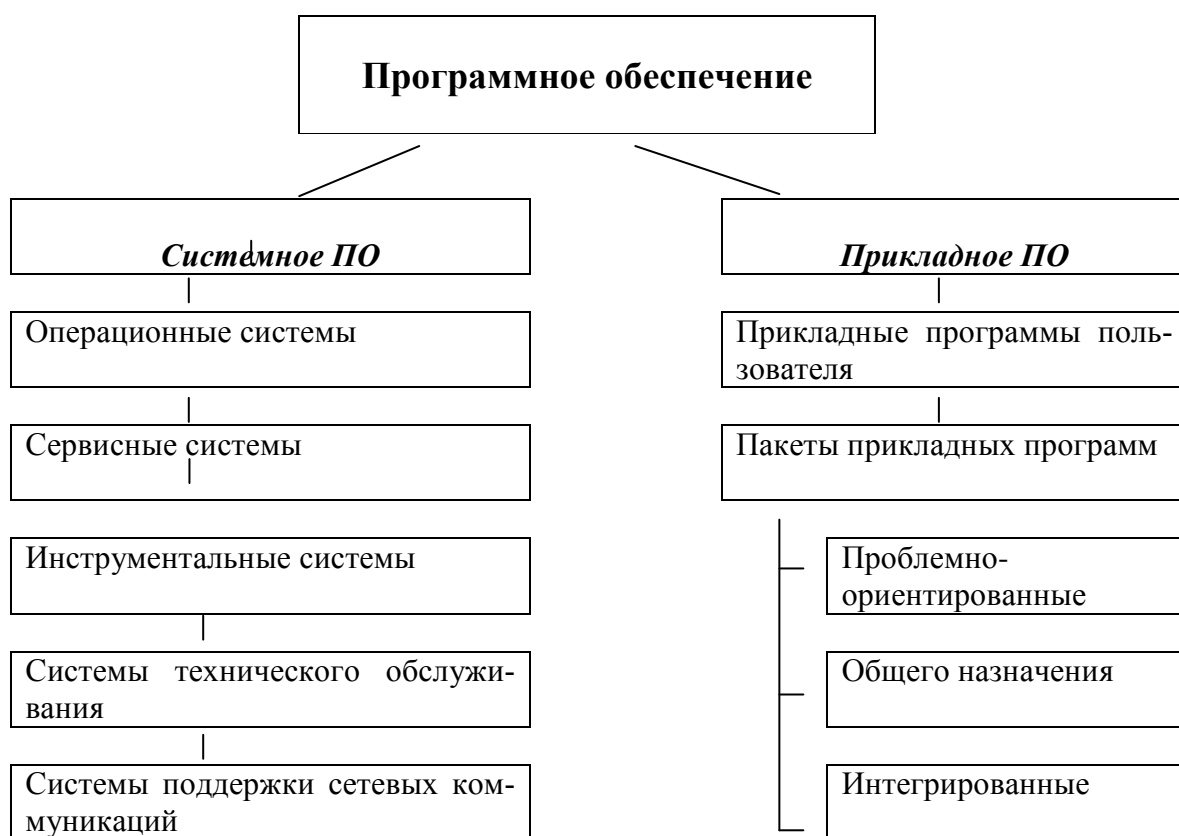 Программное обеспечение
Системное ПО
Операционные системы
Сервисные системы
Инструментальные системы
Системы технического обслужи-
вания
Системы поддержки сетевых ком-
муникаций
Прикладное ПО
Прикладные программы поль-
зователя
Пакеты прикладных программ
Проблемно-
ориентированные
Общего назначения
Интегрированные